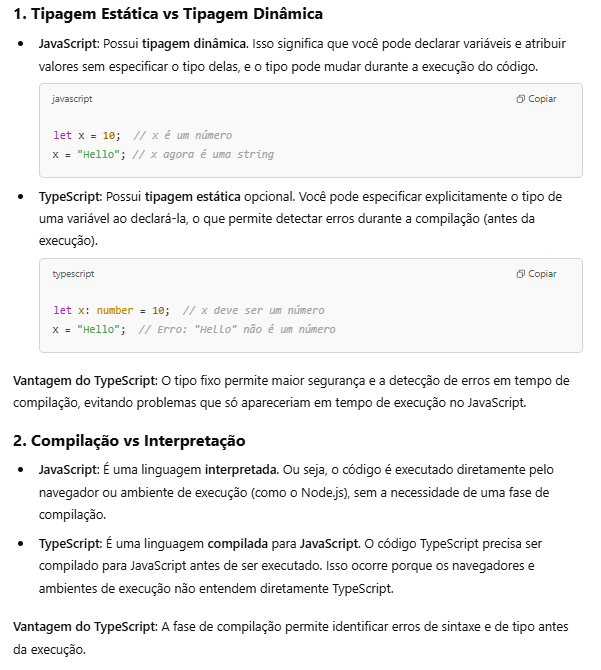 1. Tipagem Estática vs Tipagem Dinâmica
• JavaScript: Possui tipagem dinâmica. Isso significa que você pode declarar variáveis e atribuir
valores sem especificar o tipo delas, e o tipo pode mudar durante a execução do código.
javascript Copiar
let x = 10;  // x é um número
x = "Hello"; // x agora é uma string
• TypeScript: Possui tipagem estática opcional. Você pode especificar explicitamente o tipo de
uma variável ao declará-la, o que permite detectar erros durante a compilação (antes da
execução).
typescript Copiar
let x: number = 10;  // x deve ser um número
x = "Hello";  // Erro: "Hello" não é um número
Vantagem do TypeScript: O tipo fixo permite maior segurança e a detecção de erros em tempo de
compilação, evitando problemas que só apareceriam em tempo de execução no JavaScript.
2. Compilação vs Interpretação
• JavaScript: É uma linguagem interpretada. Ou seja, o código é executado diretamente pelo
navegador ou ambiente de execução (como o Node.js), sem a necessidade de uma fase de
compilação.
• TypeScript: É uma linguagem compilada para JavaScript. O código TypeScript precisa ser
compilado para JavaScript antes de ser executado. Isso ocorre porque os navegadores e
ambientes de execução não entendem diretamente TypeScript.
Vantagem do TypeScript: A fase de compilação permite identificar erros de sintaxe e de tipo antes
da execução.